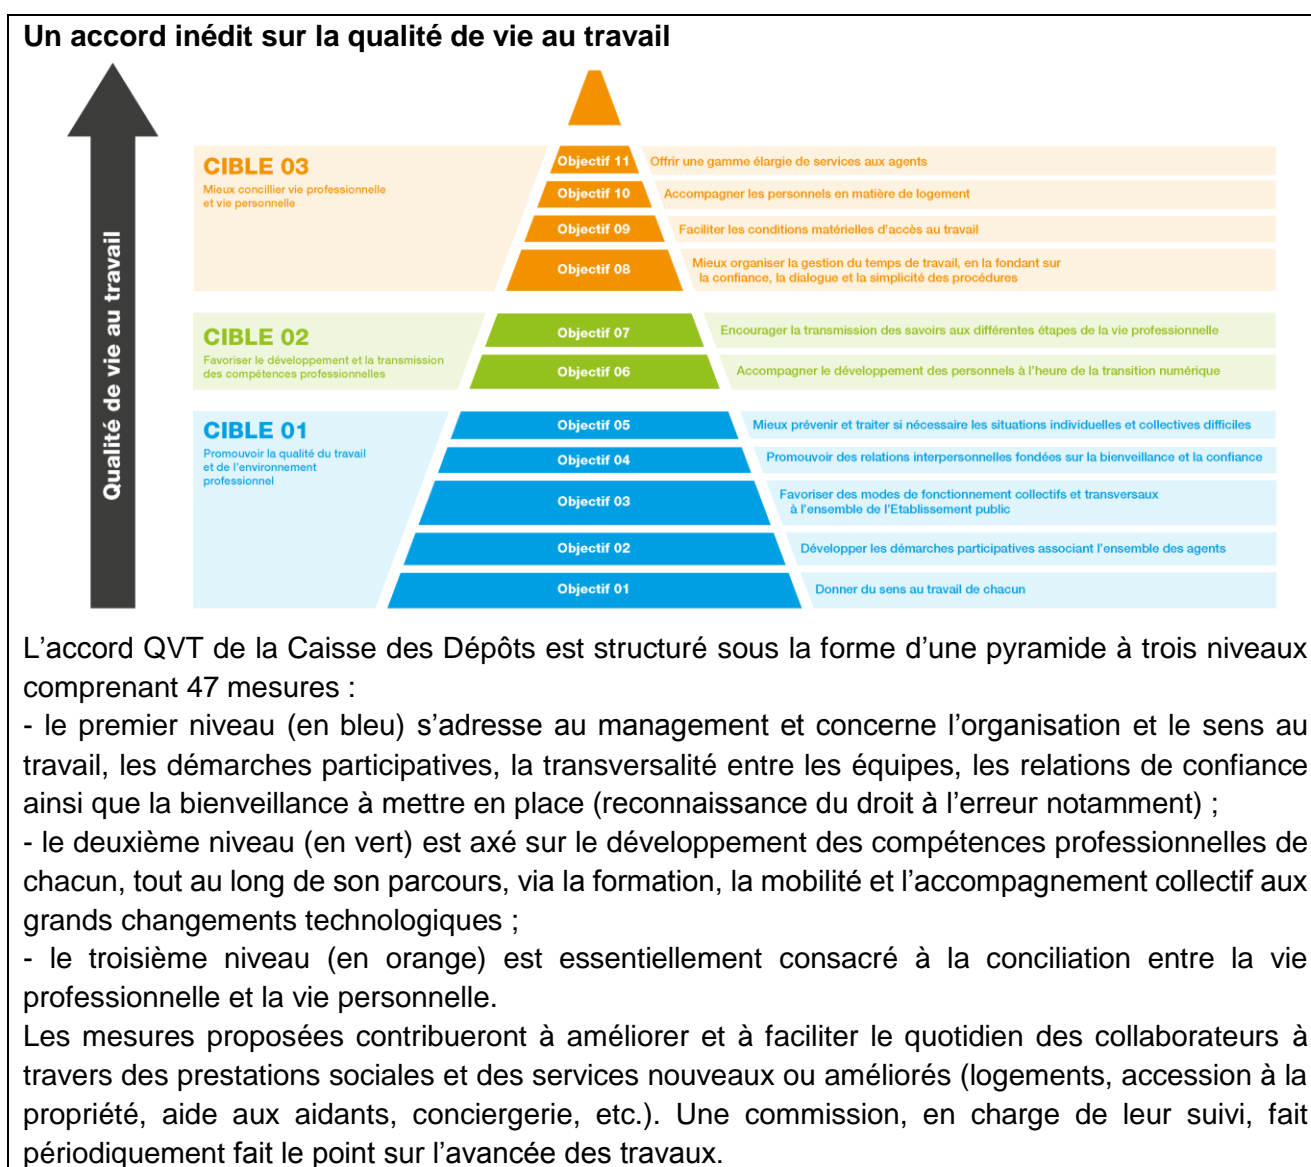 Un accord inédit sur la qualité de vie au travail
Qualité de vie au travail
CIBLE 03
Mieux concillier vie professionnelle
et vie personnelle
Objectif 11
Offrir une gamme élargie de services aux agents
Objectif 10
Accompagner les personnels en matière de logement
Objectif 09
Faciliter les conditions matérielles d'accès au travail
Objectif 08
Mieux organiser la gestion du temps de travail, en la fondant sur
la confiance, la dialogue et la simplicité des procédures
CIBLE 02
Favoriser le développement et la transmission
des compétences professionnelles
Objectif 07
Encourager la transmission des savoirs aux différentes étapes de la vie professionnelle
Objectif 06
Accompagner le développement des personnels à l'heure de la transition numérique
CIBLE 01
Promouvoir la qualité du travail
et de l'environnement
professionnel
Objectif 05
Mieux prévenir et traiter si nécessaire les situations individuelles et collectives difficiles
Objectif 04
Promouvoir des relations interpersonnelles fondées sur la bienveillance et la confiance
Objectif 03
Favoriser des modes de fonctionnement collectifs et transversaux
à l'ensemble de l'Etablissement public
Objectif 02
Développer les démarches participatives associant l'ensemble des agents
Objectif 01
Donner du sens au travail de chacun
L'accord QVT de la Caisse des Dépôts est structuré sous la forme d'une pyramide à trois niveaux
comprenant 47 mesures :
- le premier niveau (en bleu) s'adresse au management et concerne l'organisation et le sens au
travail, les démarches participatives, la transversalité entre les équipes, les relations de confiance
ainsi que la bienveillance à mettre en place (reconnaissance du droit à l'erreur notamment) ;
- le deuxième niveau (en vert) est axé sur le développement des compétences professionnelles de
chacun, tout au long de son parcours, via la formation, la mobilité et l'accompagnement collectif aux
grands changements technologiques ;
- le troisième niveau (en orange) est essentiellement consacré à la conciliation entre la vie
professionnelle et la vie personnelle.
Les mesures proposées contribueront à améliorer et à faciliter le quotidien des collaborateurs à
travers des prestations sociales et des services nouveaux ou améliorés (logements, accession à la
propriété, aide aux aidants, conciergerie, etc.). Une commission, en charge de leur suivi, fait
périodiquement fait le point sur l'avancée des travaux.